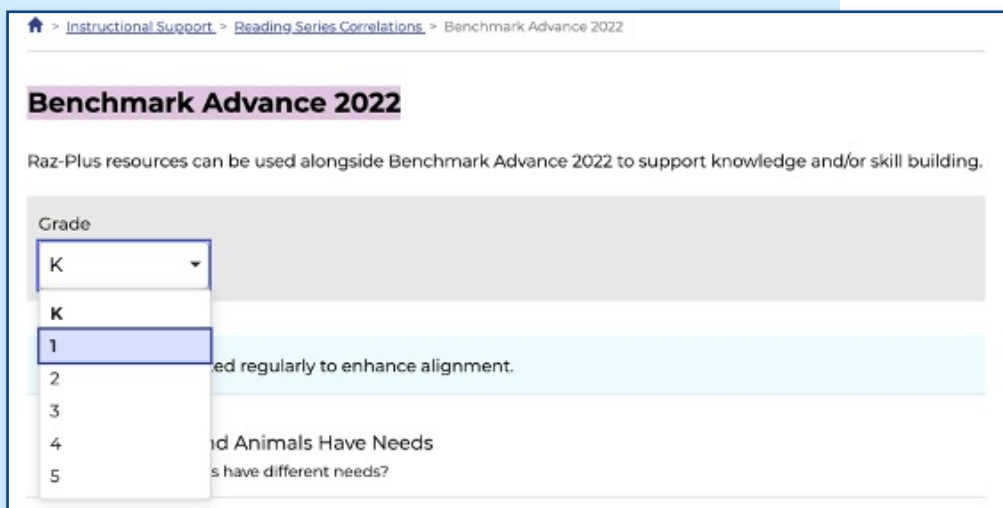 > Instructional Support > Reading Series Correlations > Benchmark Advance 2022
Benchmark Advance 2022
Raz-Plus resources can be used alongside Benchmark Advance 2022 to support knowledge and/or skill building.
Grade
K
K
1
2
3
4
5
regularly to enhance alignment.
Animals Have Needs
have different needs?